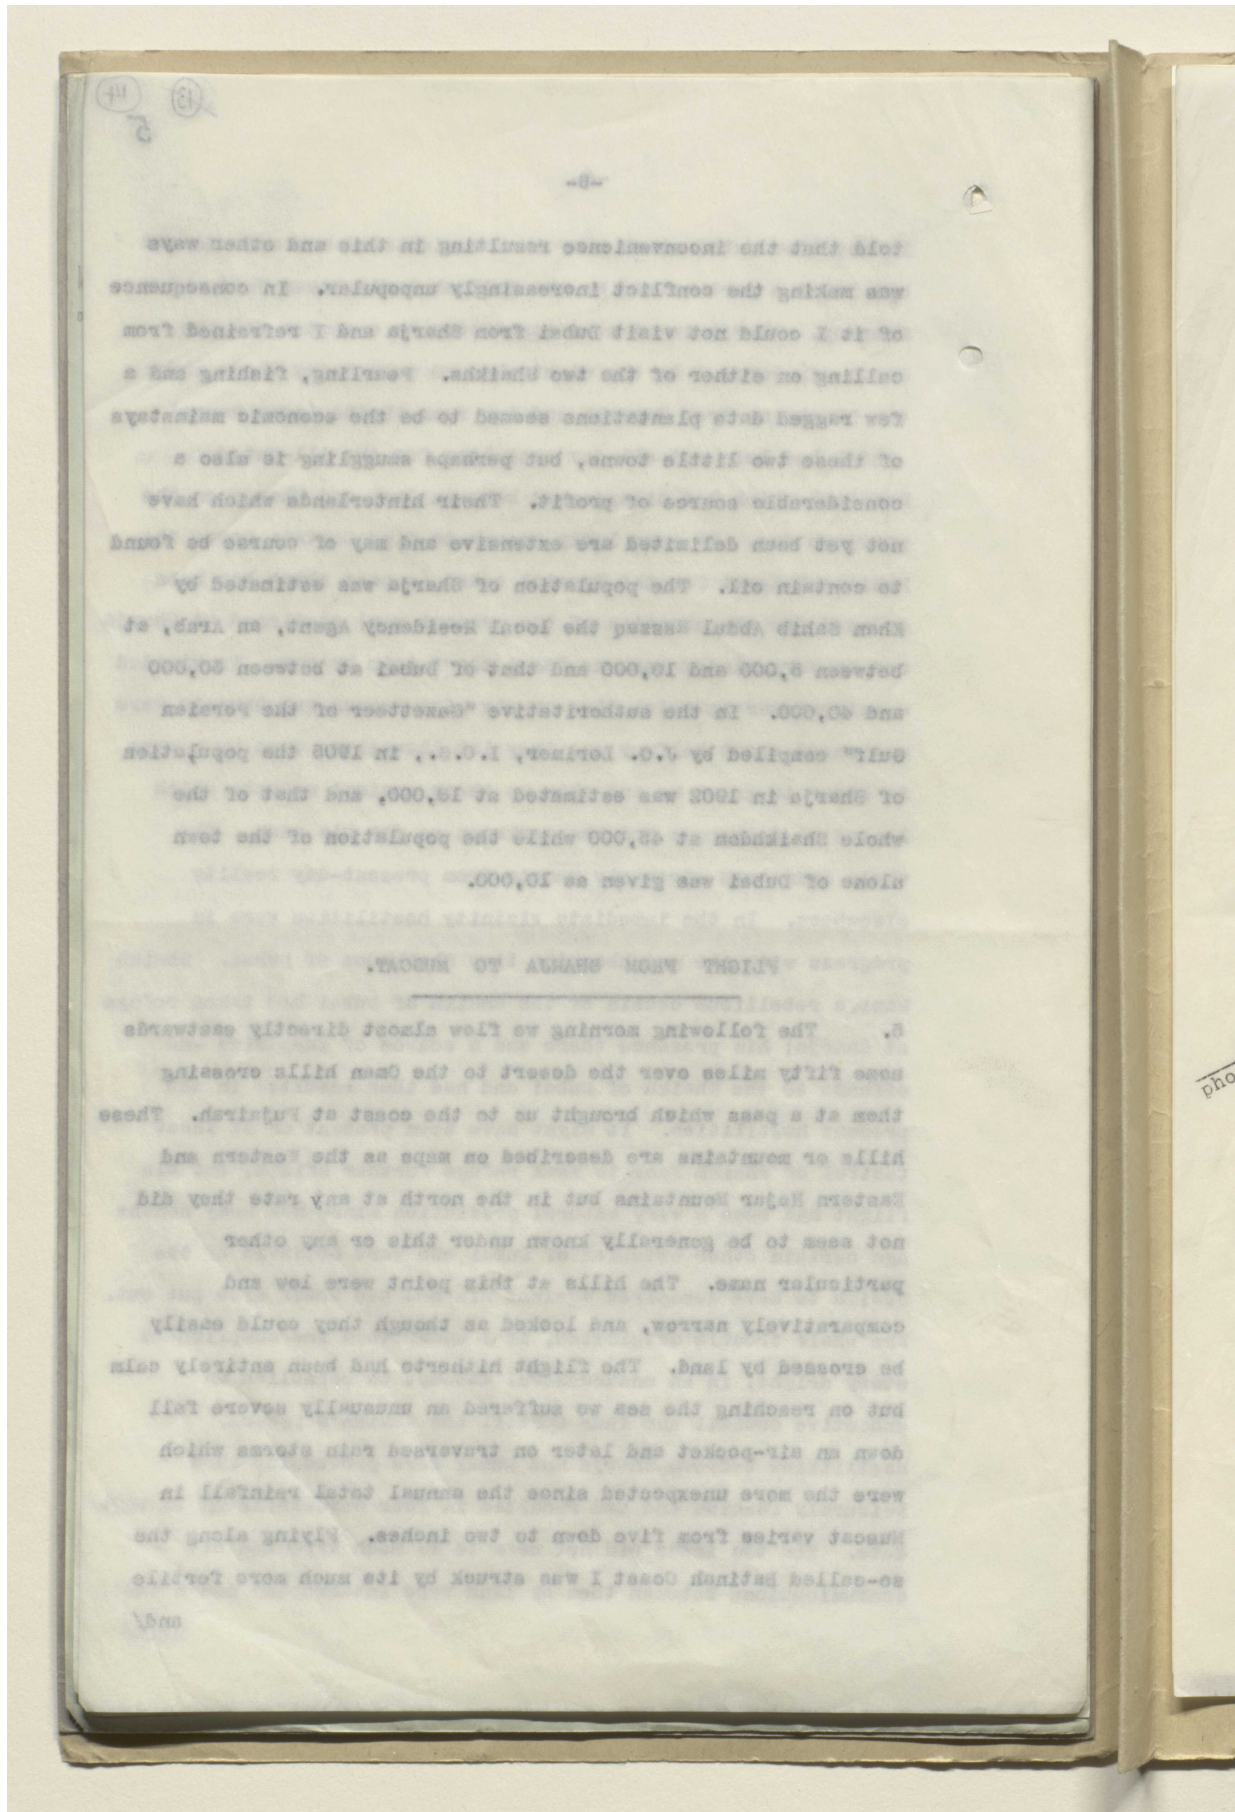 -8-
told that the inconvenience resulting in this and other ways
was making the conflict increasingly unpopular. In consequence
of it I could not visit Dubai from Sharja and I refrained from
calling on either of the two Shaikhs. Pearling, fishing and a
few ragged date plantations seemed to be the economic mainstays
of these two little towns, but perhaps smuggling is also a
considerable source of profit. Their hinterlands which have
not yet been delimited are extensive and may of course be found
to contain oil. The population of Sharja was estimated by
Khan Sahib Abdul Razzaq the local Residency Agent, an Arab, at
between 8,000 and 10,000 and that of Dubai at between 30,000
and 40,000. In the authoritative "Gazetteer of the Persian
Gulf" compiled by J.G. Lorimer, I.C.S., in 1908 the population
of Sharja in 1902 was estimated at 15,000, and that of the
whole Shaikhdom at 45,000 while the population of the town
alone of Dubai was given as 10,000.
FLIGHT FROM SHARJA TO MUSCAT.
The following morning we flew almost directly eastwards
some fifty miles over the desert to the Oman hills crossing
them at a pass which brought us to the coast at Fujairah. These
hills or mountains are described on maps as the Western and
Eastern Hajar Mountains but in the north at any rate they did
not seem to be generally known under this or any other
particular name. The hills at this point were low and
comparatively narrow, and looked as though they could easily
be crossed by land. The flight hitherto had been entirely calm
but on reaching the sea we suffered an unusually severe fall
down an air-pocket and later on traversed rain storms which
were the more unexpected since the annual total rainfall in
Muscat varies from five down to two inches. Flying along the
so-called Batinah Coast I was struck by its much more fertile
and/
13
14
5
pho